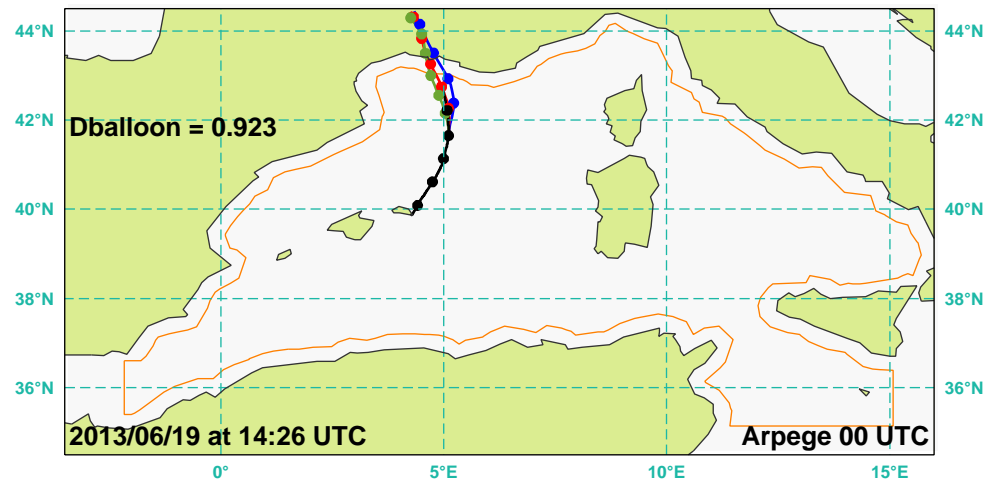 44°N 44°N
42°N 42°N
Dballoon = 0.923
40°N 40°N
38°N 38°N
36°N 36°N
2013/06/19 at 14:26 UTC Arpege 00 UTC
0° 5°E 10°E 15°E